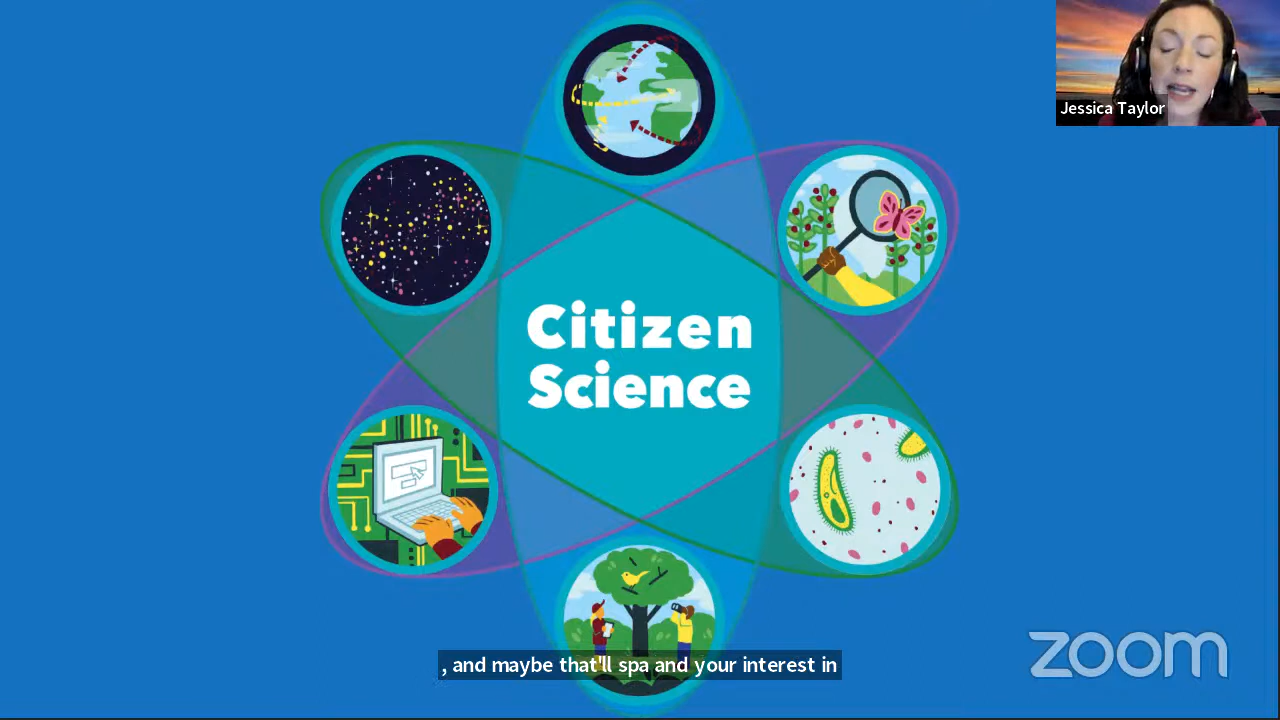 Jessica Taylor
Citizen
Science
, and maybe that'll spa and your interest in
zoom